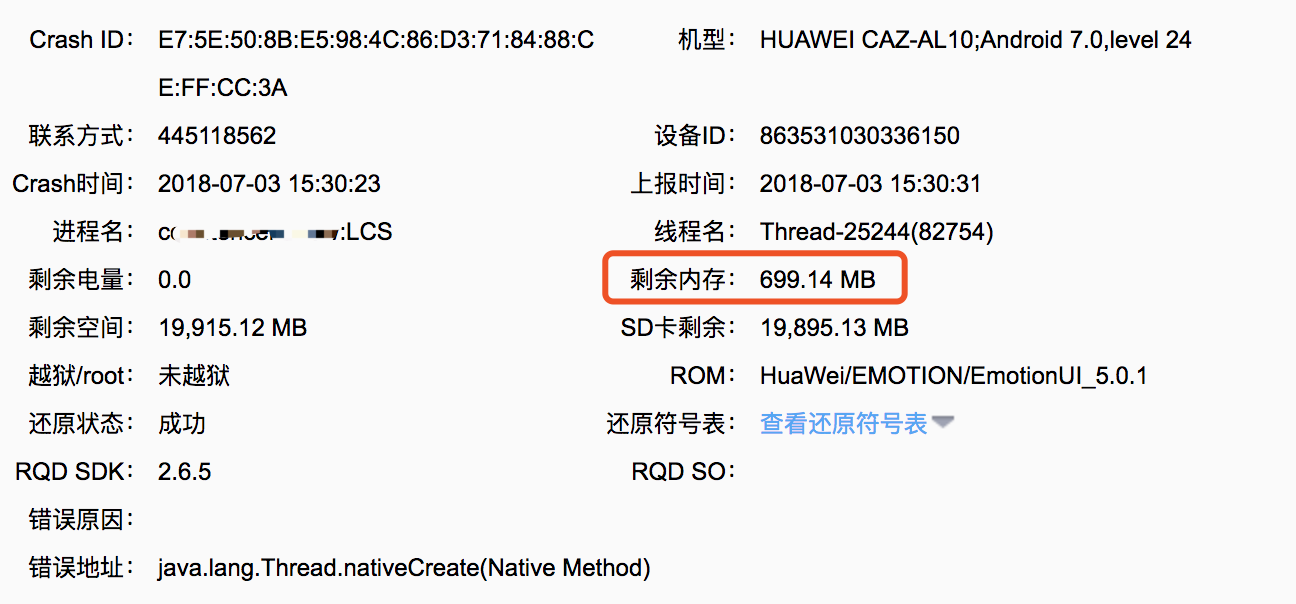 Crash ID： E7:5E:50:8B:E5:98:4C:86:D3:71:84:88:C 机型： HUAWEI CAZ-AL10;Android 7.0,level 24
E:FF:CC:3A
联系方式： 445118562 设备ID： 863531030336150
Crash时间： 2018-07-03 15:30:23 上报时间： 2018-07-03 15:30:31
进程名： :LCS 线程名： Thread-25244(82754)
剩余电量： 0.0 剩余内存： 699.14 MB
剩余空间： 19,915.12 MB SD卡剩余： 19,895.13 MB
越狱/root： 未越狱 ROM： HuaWei/EMOTION/EmotionUI_5.0.1
还原状态： 成功 还原符号表： 查看还原符号表
RQD SDK： 2.6.5 RQD SO：
错误原因：
错误地址： java.lang.Thread.nativeCreate(Native Method)